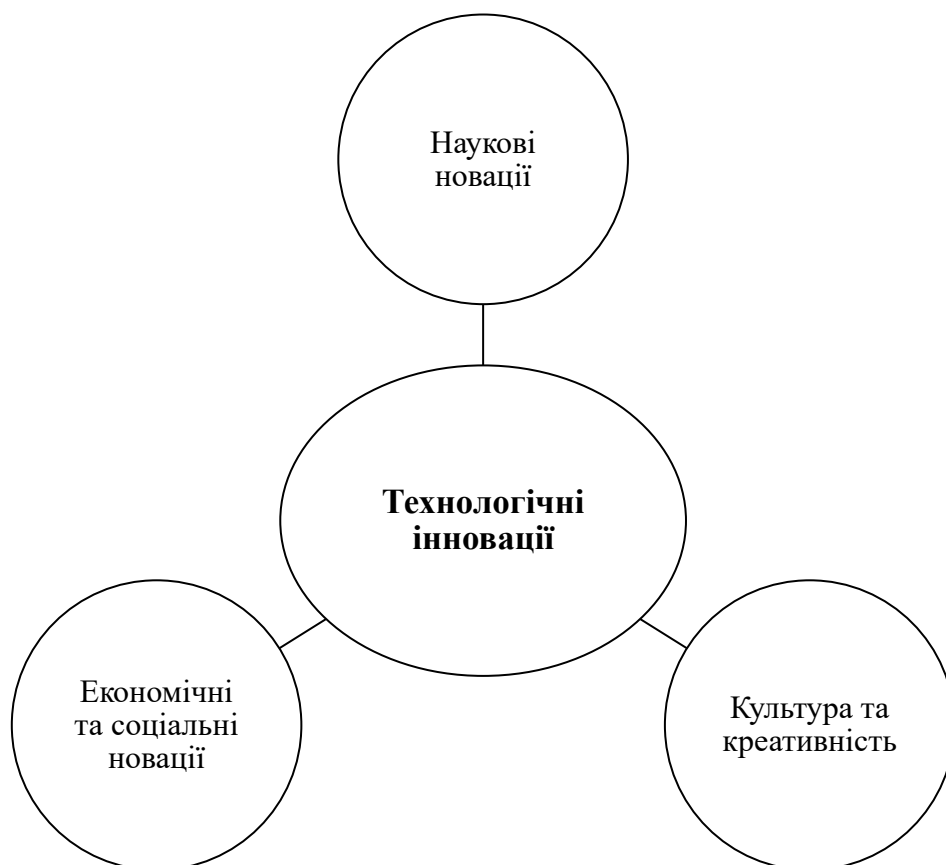 Наукові
новації
Технологічні
інновації
Економічні
та соціальні
новації
Культура та
креативність